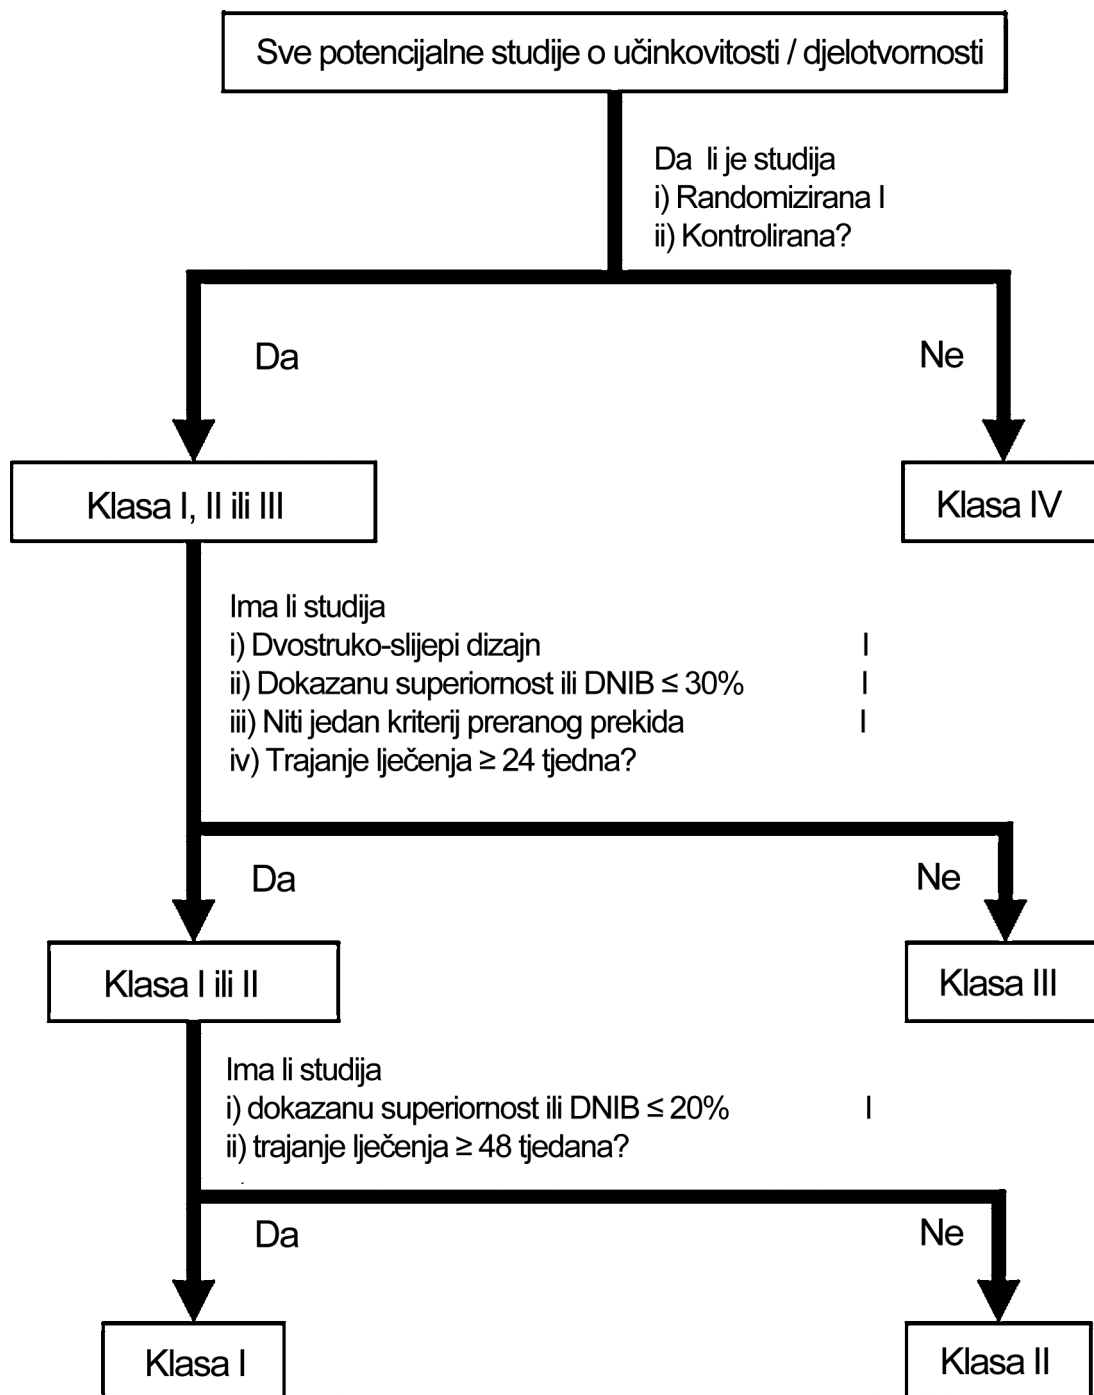 Sve potencijalne studije o učinkovitosti / djelotvornosti
Da li je studija
i) Randomizirana I
ii) Kontrolirana?
Da
Ne
Klasa I, II ili III
Klasa IV
Ima li studija
i) Dvostruko-slijepi dizajn I
ii) Dokazanu superiornost ili DNIB ≤ 30% I
iii) Niti jedan kriterij preranog prekida I
iv) Trajanje lječenja ≥ 24 tjedna?
Da
Ne
Klasa I ili II
Klasa III
Ima li studija
i) dokazanu superiornost ili DNIB ≤ 20% I
ii) trajanje lječenja ≥ 48 tjedana?
Da
Ne
Klasa I
Klasa II